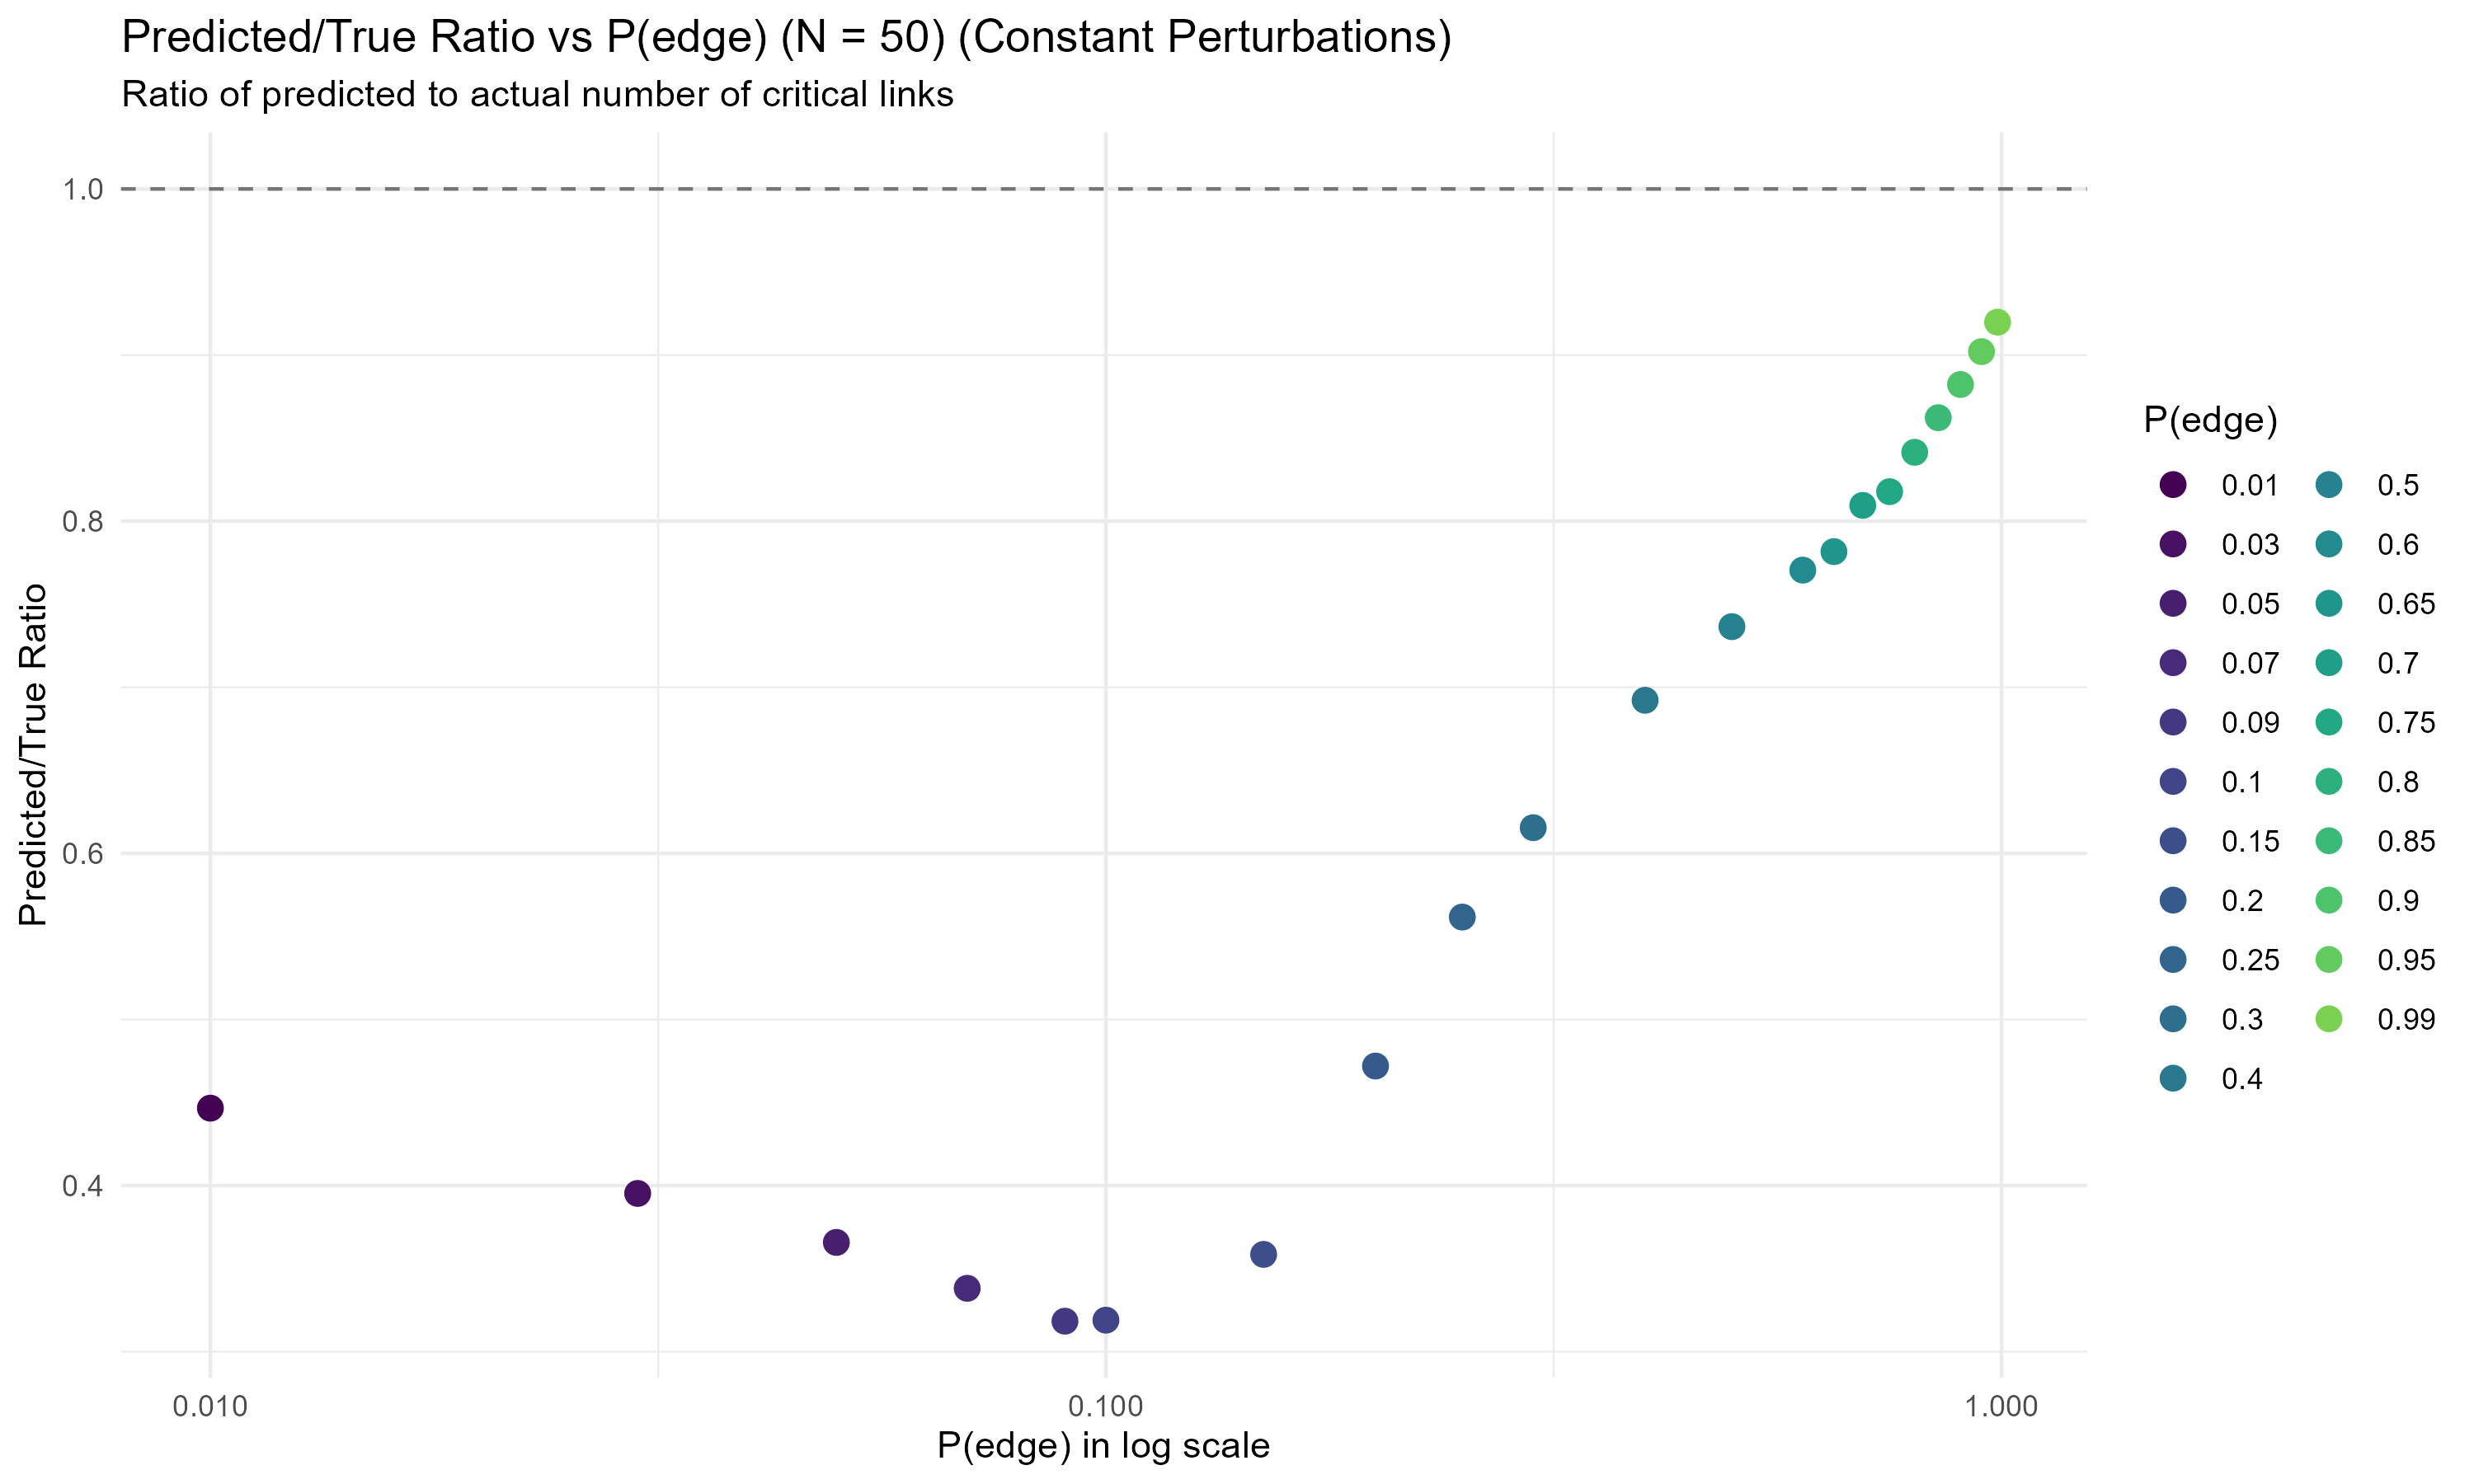 Predicted/True Ratio vs P(edge) (N = 50) (Constant Perturbations)
Ratio of predicted to actual number of critical links
Predicted/True Ratio
1.0
0.8
0.6
0.4
0.010 0.100 1.000
P(edge) in log scale
P(edge)
0.01 0.5
0.03 0.6
0.05 0.65
0.07 0.7
0.09 0.75
0.1 0.8
0.15 0.85
0.2 0.9
0.25 0.95
0.3 0.99
0.4